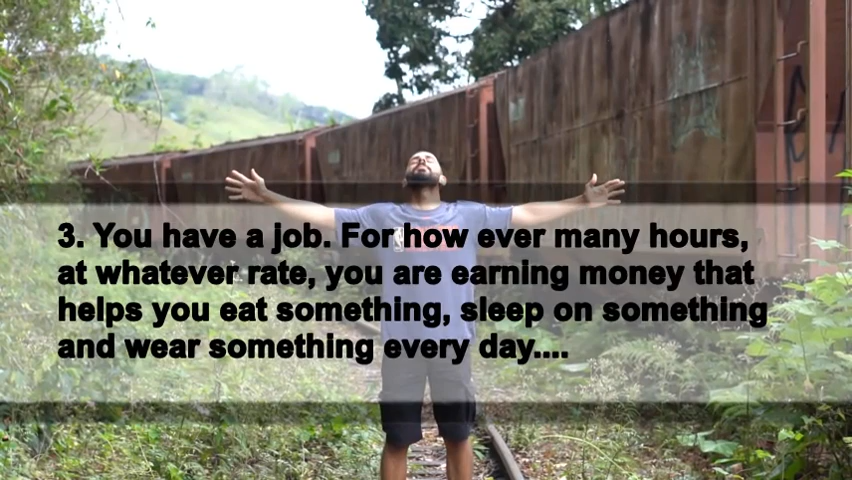 3. You have a job. For how ever many hours,
at whatever rate, you are earning money that
helps you eat something, sleep on something
and wear something every day....